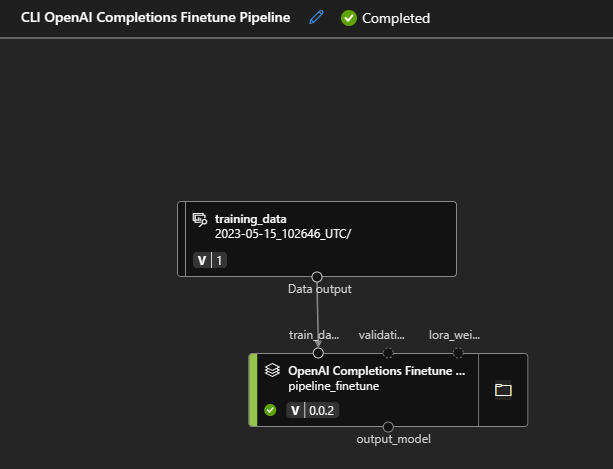 CLI OpenAI Completions Finetune Pipeline
Completed
training_data
2023-05-15_102646_UTC/
V 1
Data output
train_da...
validati...
lora_wei...
OpenAI Completions Finetune ...
pipeline_finetune
V 0.0.2
output_model